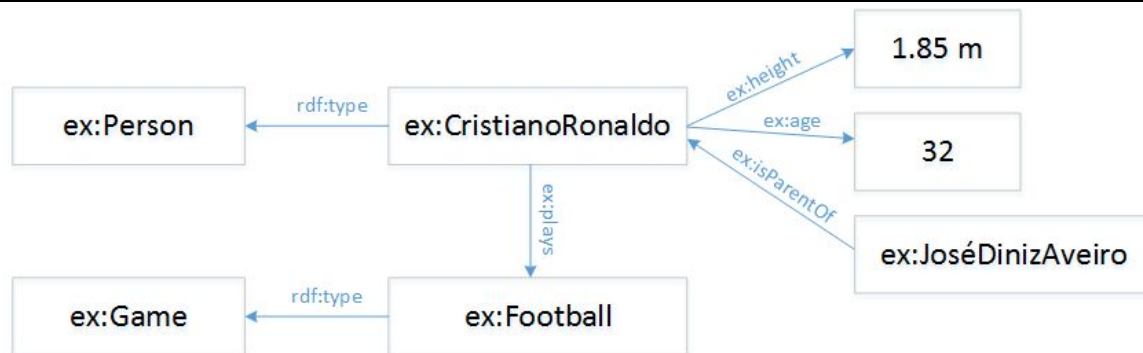 1.85 m
ex:height
rdf:type
ex:Person
ex:CristianoRonaldo
ex:age
32
ex:isParentOf
ex:plays
ex:JoséDinizAveiro
rdf:type
ex:Game
ex:Football